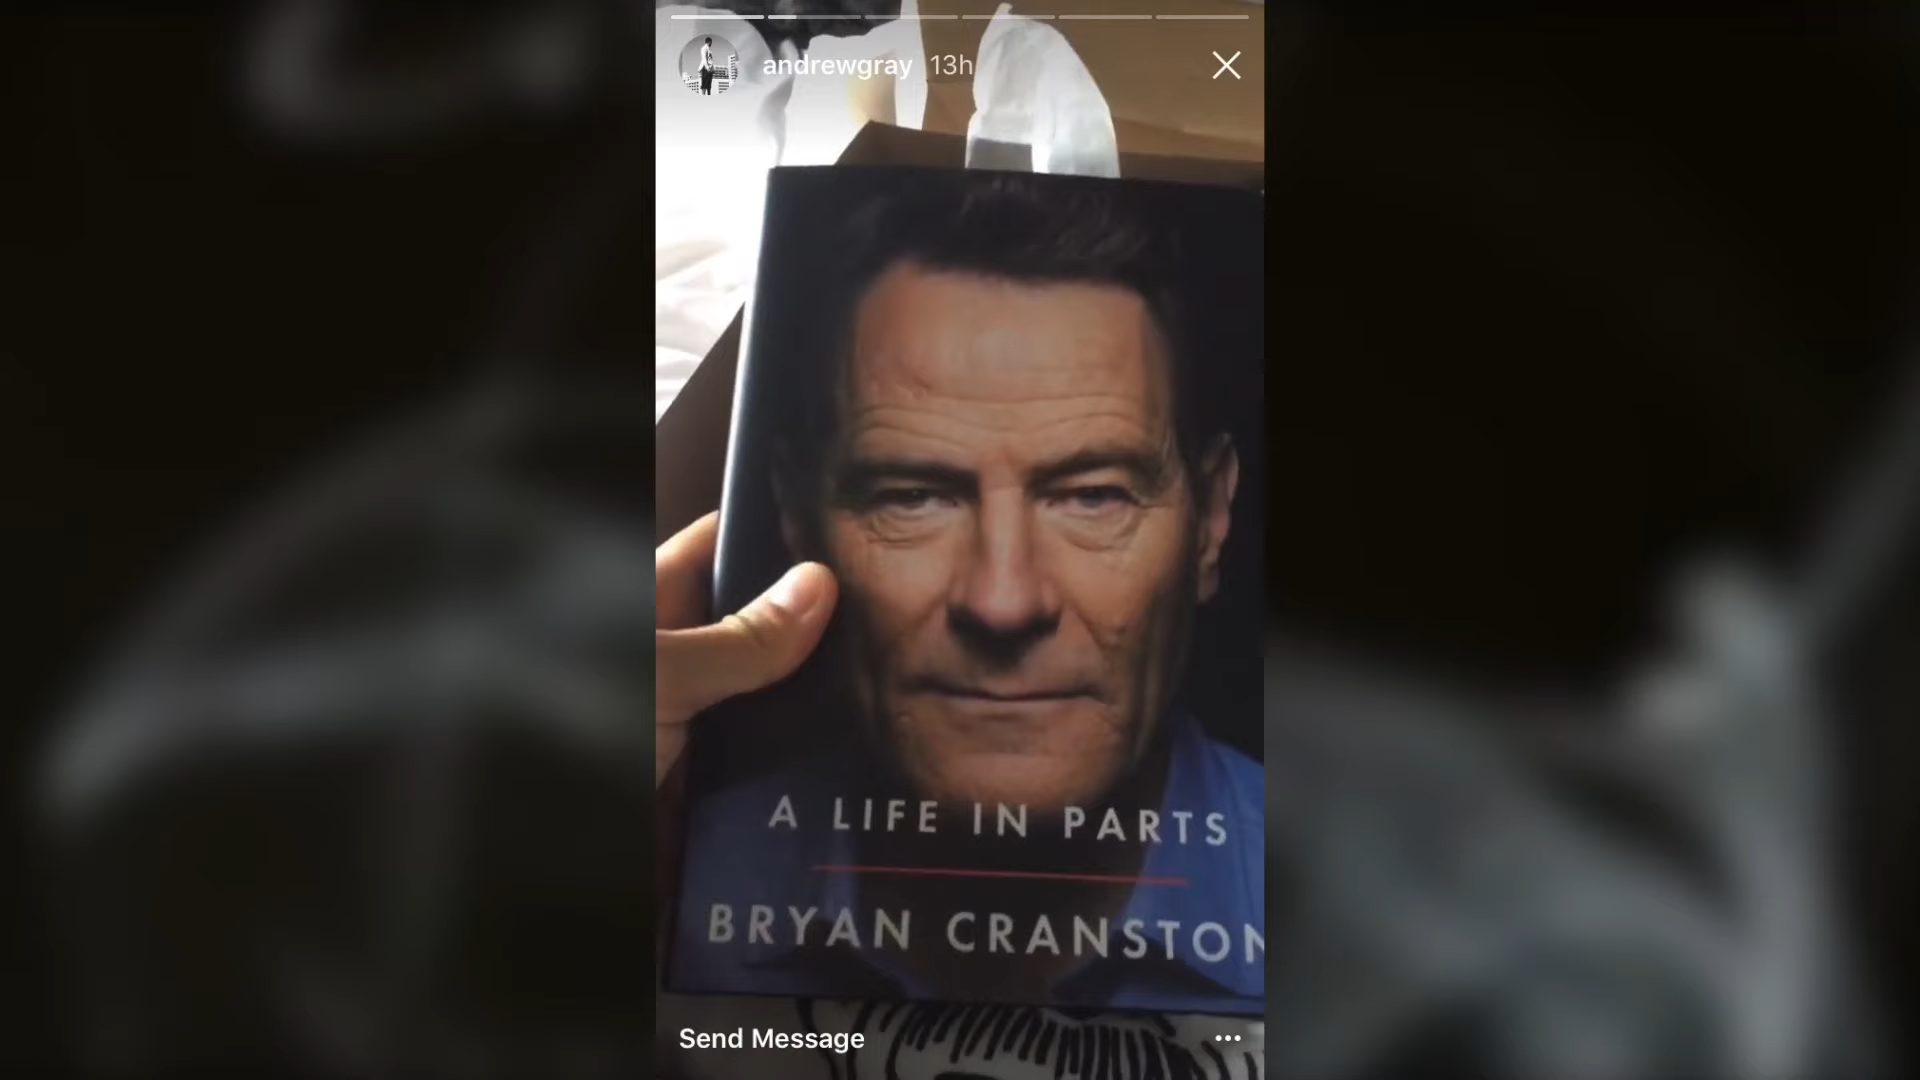 andrewgray 13h
A LIFE IN PARTS
BRYAN CRANSTON
Send Message